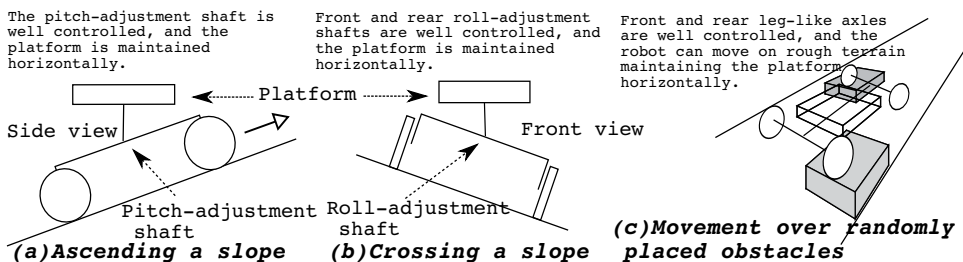 The pitch-adjustment shaft is
well controlled, and the
platform is maintained
horizontally.
Front and rear roll-adjustment
shafts are well controlled, and
the platform is maintained
horizontally.
Front and rear leg-like axles
are well controlled, and the
robot can move on rough terrain
maintaining the platform
horizontally.
Platform
Side view
Front view
Pitch-adjustment
shaft
Roll-adjustment
shaft
(a)Ascending a slope
(b)Crossing a slope
(c)Movement over randomly
placed obstacles